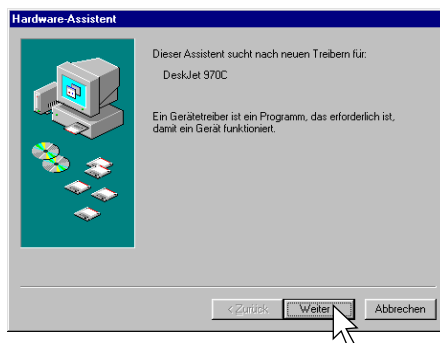 Hardware-Assistent
Dieser Assistent sucht nach neuen Treibern für:
DeskJet 970C
Ein Gerätetreiber ist ein Programm, das erforderlich ist,
damit ein Gerät funktioniert.
< Zurück Weiter Abbrechen